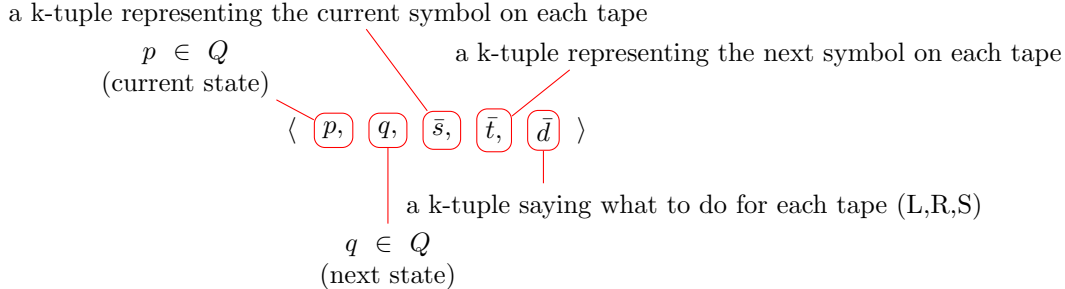 a k-tuple representing the current symbol on each tape
p ∈ Q
(current state)
a k-tuple representing the next symbol on each tape
⟨ p, q, s̄, t̄, d̄ ⟩
a k-tuple saying what to do for each tape (L,R,S)
q ∈ Q
(next state)